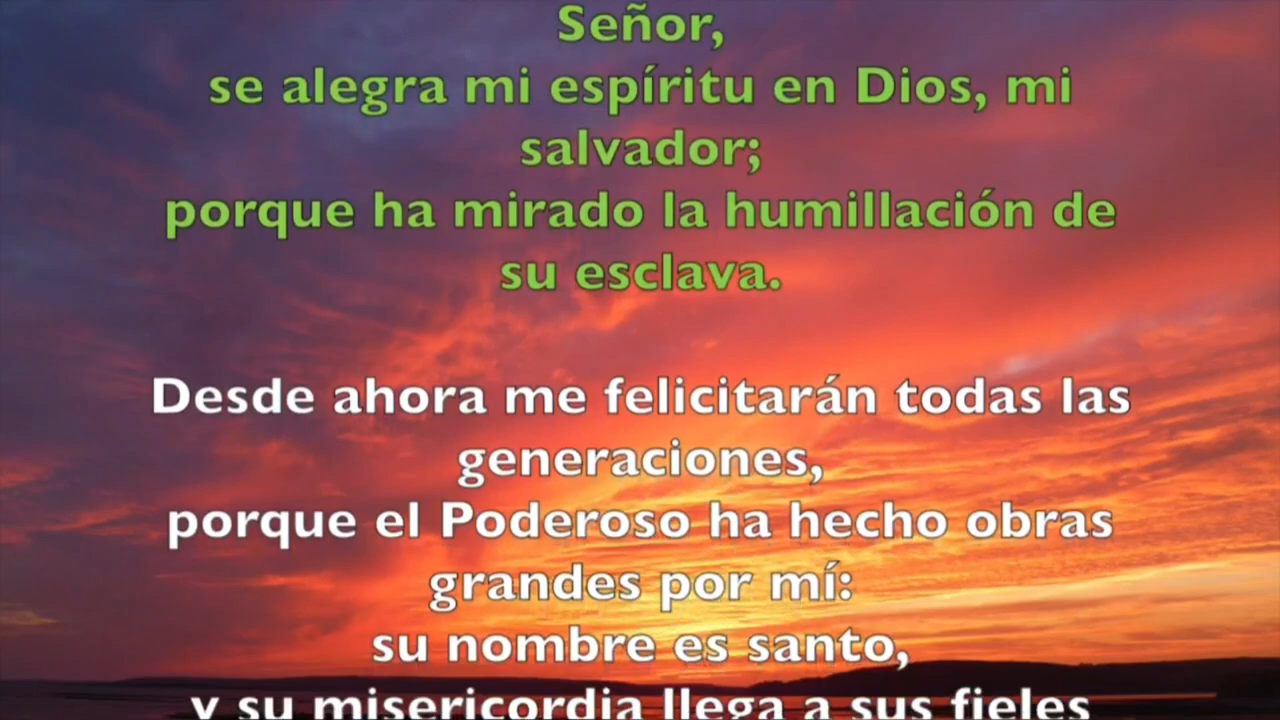 Señor,
se alegra mi espíritu en Dios, mi
salvador;
porque ha mirado la humillación de
su esclava.
Desde ahora me felicitarán todas las
generaciones,
porque el Poderoso ha hecho obras
grandes por mí:
su nombre es santo,
y su misericordia llega a sus fieles